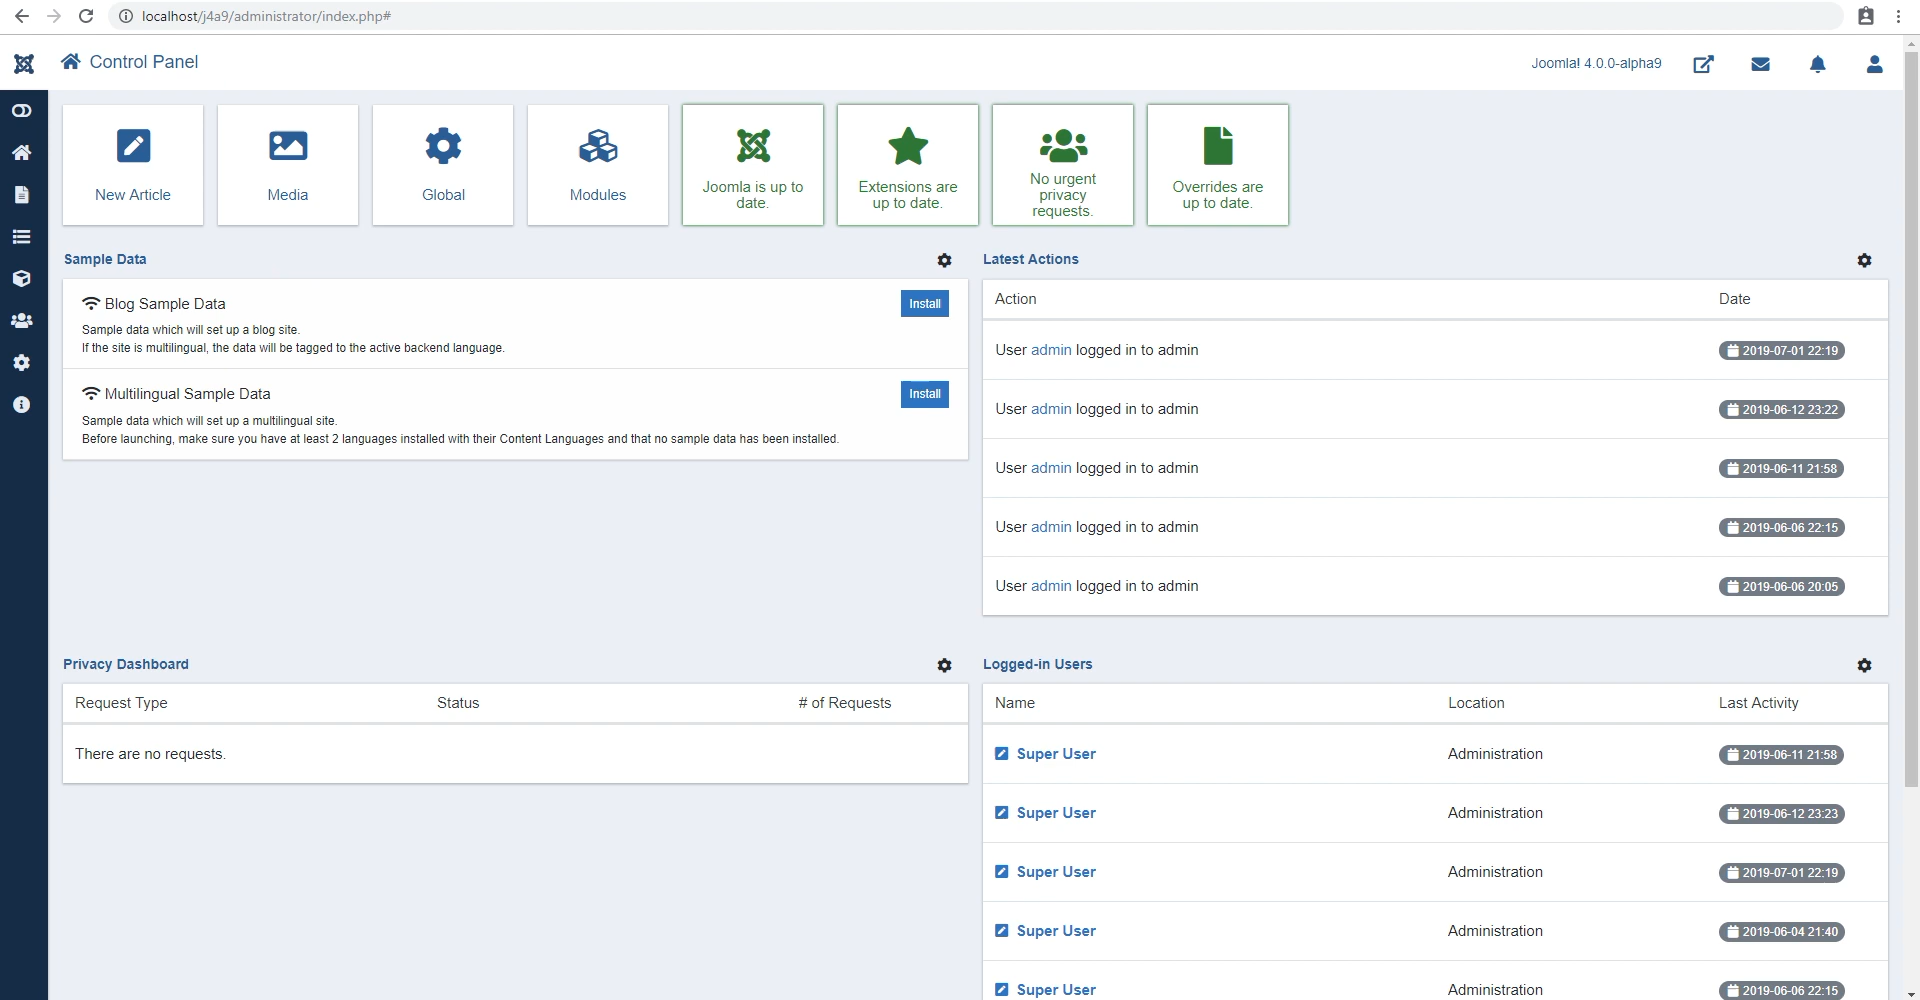 localhost/j4a9/administrator/index.php#
Control Panel
Joomla! 4.0.0-alpha9
New Article
Media
Global
Modules
Joomla is up to
date.
Extensions are
up to date.
No urgent
privacy
requests.
Overrides are
up to date.
Sample Data
Blog Sample Data
Install
Sample data which will set up a blog site.
If the site is multilingual, the data will be tagged to the active backend language.
Multilingual Sample Data
Install
Sample data which will set up a multilingual site.
Before launching, make sure you have at least 2 languages installed with their Content Languages and that no sample data has been installed.
Latest Actions
Action Date
User admin logged in to admin 2019-07-01 22:19
User admin logged in to admin 2019-06-12 23:22
User admin logged in to admin 2019-06-11 21:58
User admin logged in to admin 2019-06-06 22:15
User admin logged in to admin 2019-06-06 20:05
Privacy Dashboard
Request Type Status # of Requests
There are no requests.
Logged-in Users
Name Location Last Activity
Super User Administration 2019-06-11 21:58
Super User Administration 2019-06-12 23:23
Super User Administration 2019-07-01 22:19
Super User Administration 2019-06-04 21:40
Super User Administration 2019-06-06 22:15